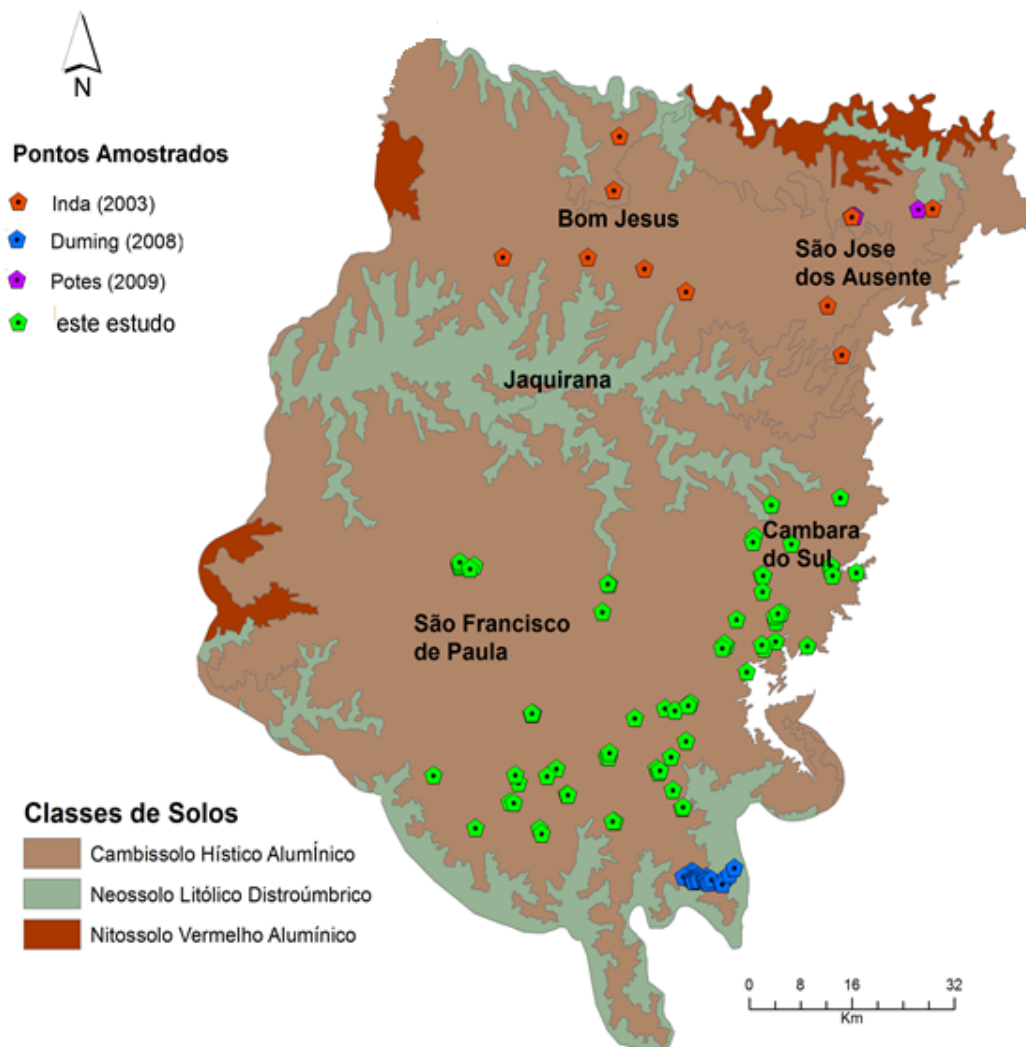 N
Pontos Amostrados
Inda (2003)
Duming (2008)
Potes (2009)
este estudo
Bom Jesus
São Jose
dos Ausente
Jaquirana
Cambara
do Sul
São Francisco
de Paula
Classes de Solos
Cambissolo Hístico AlumÍnico
Neossolo Litólico Distroúmbrico
Nitossolo Vermelho Alumínico
0 8 16 32
Km